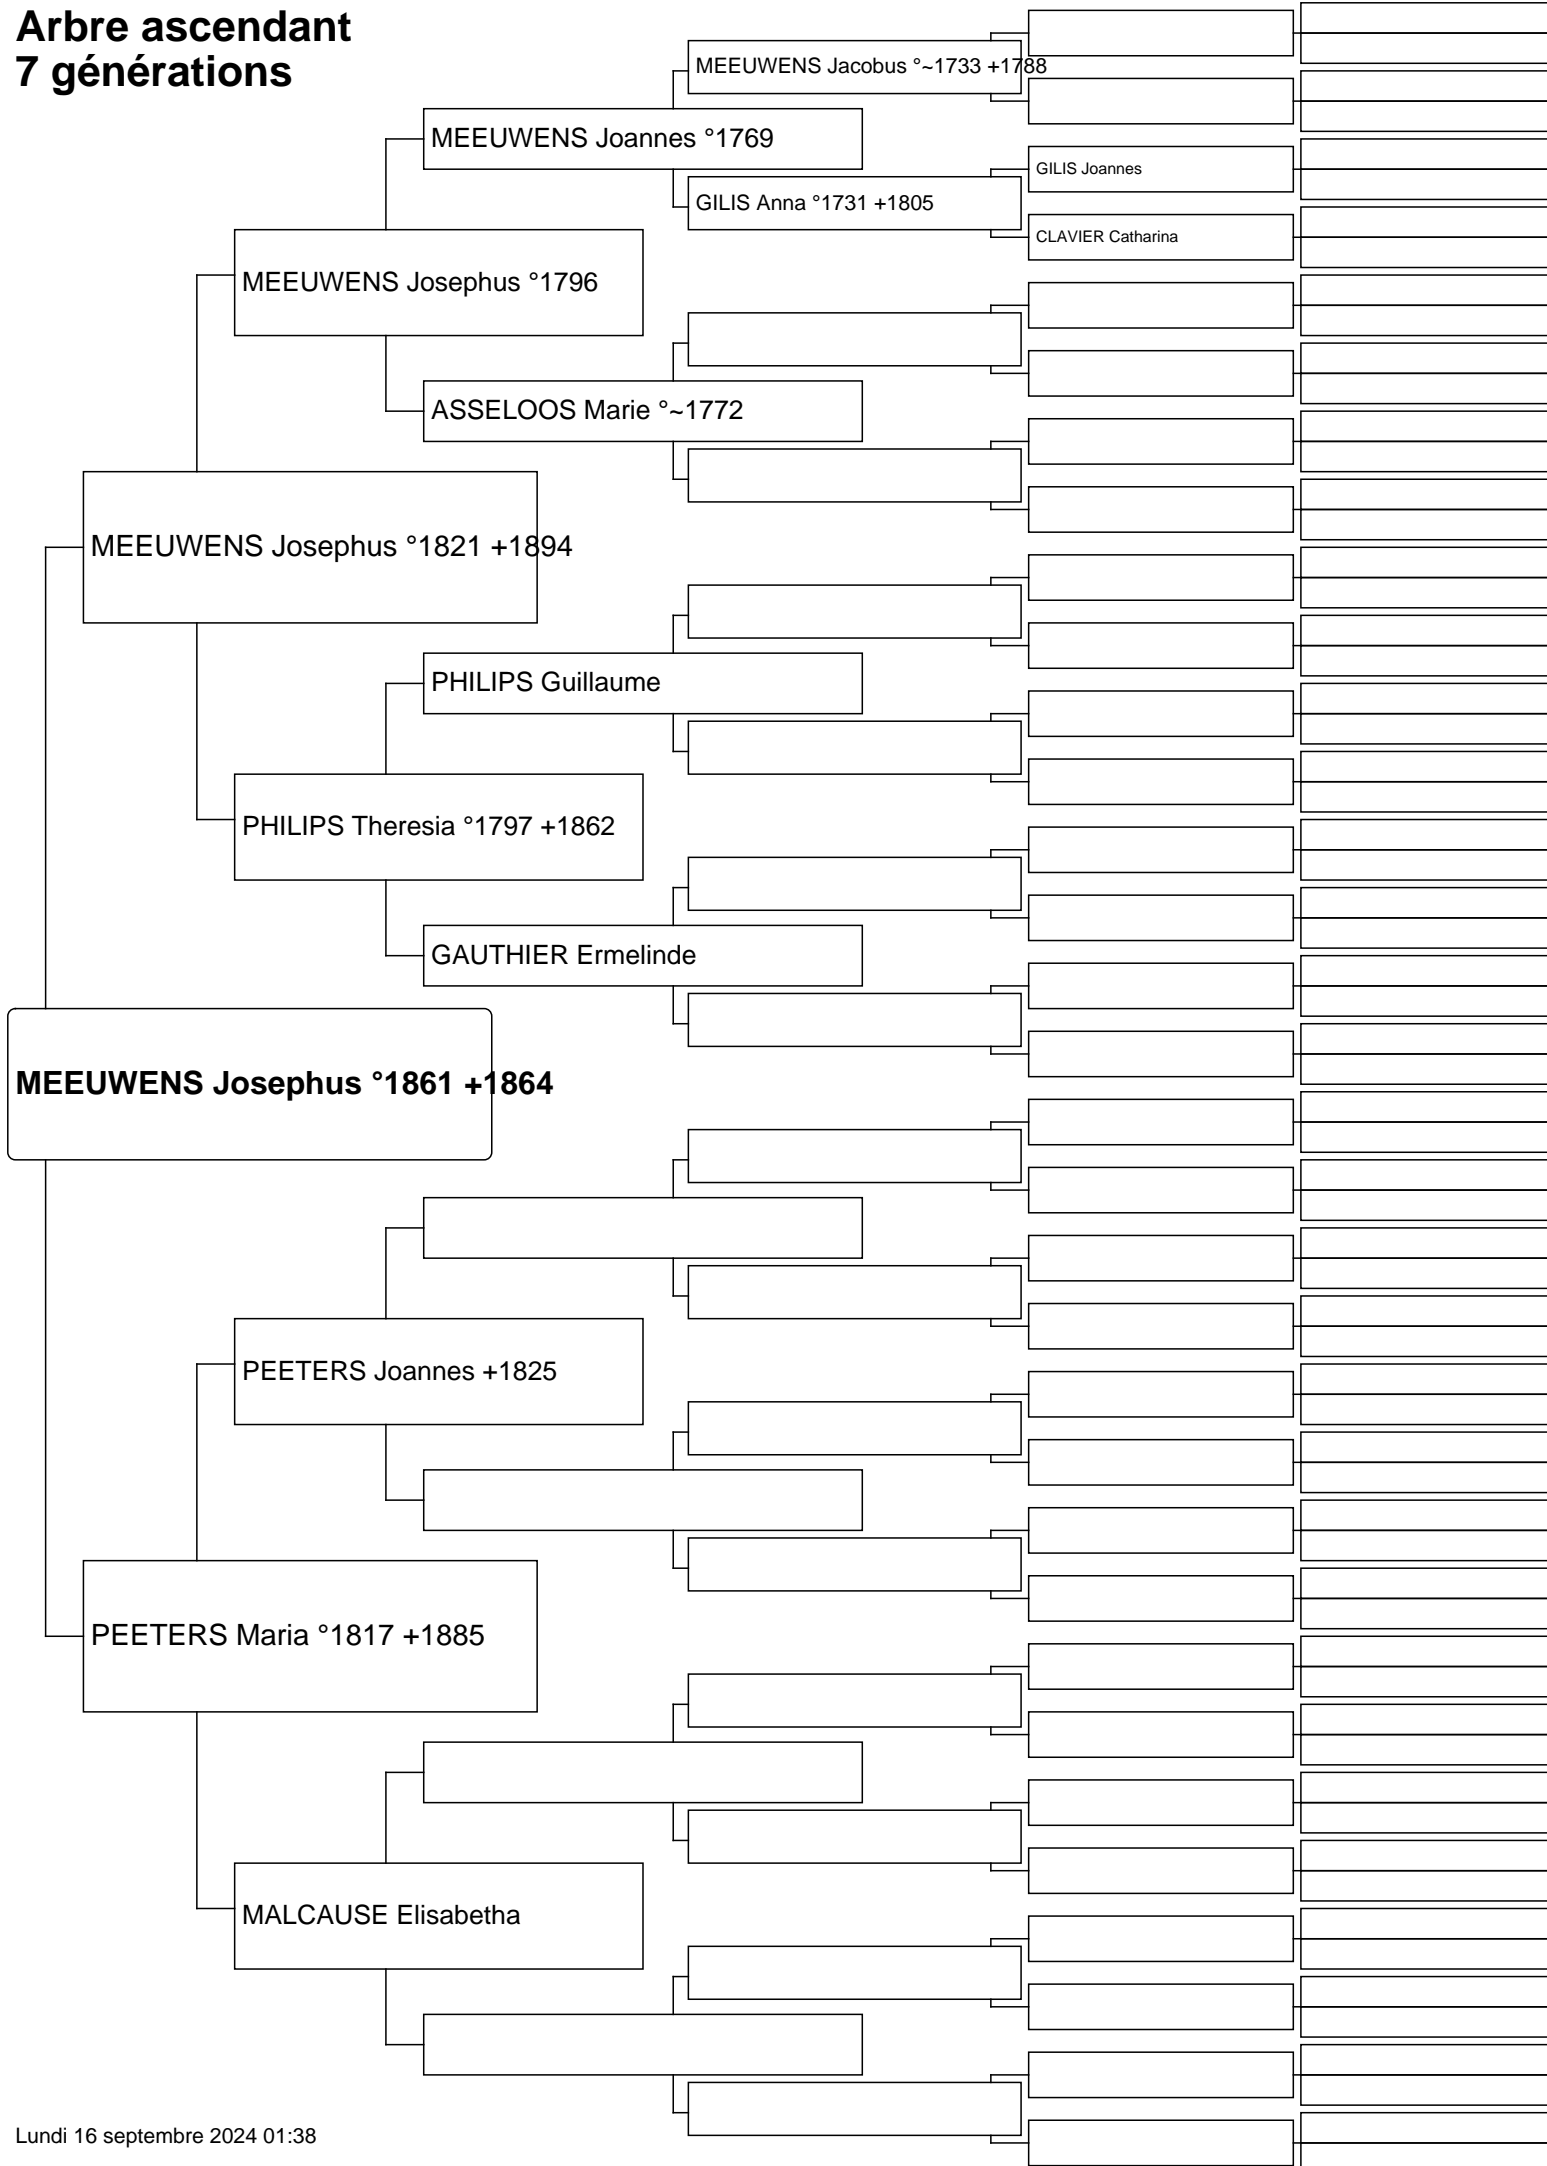 Arbre ascendant
7 générations
MEEUWENS Jacobus °~1733 +1788
MEEUWENS Joannes °1769
GILIS Joannes
GILIS Anna °1731 +1805
CLAVIER Catharina
MEEUWENS Josephus °1796
ASSELOOS Marie °~1772
MEEUWENS Josephus °1821 +1894
PHILIPS Guillaume
PHILIPS Theresia °1797 +1862
GAUTHIER Ermelinde
MEEUWENS Josephus °1861 +1864
PEETERS Joannes +1825
PEETERS Maria °1817 +1885
MALCAUSE Elisabetha
Lundi 16 septembre 2024 01:38